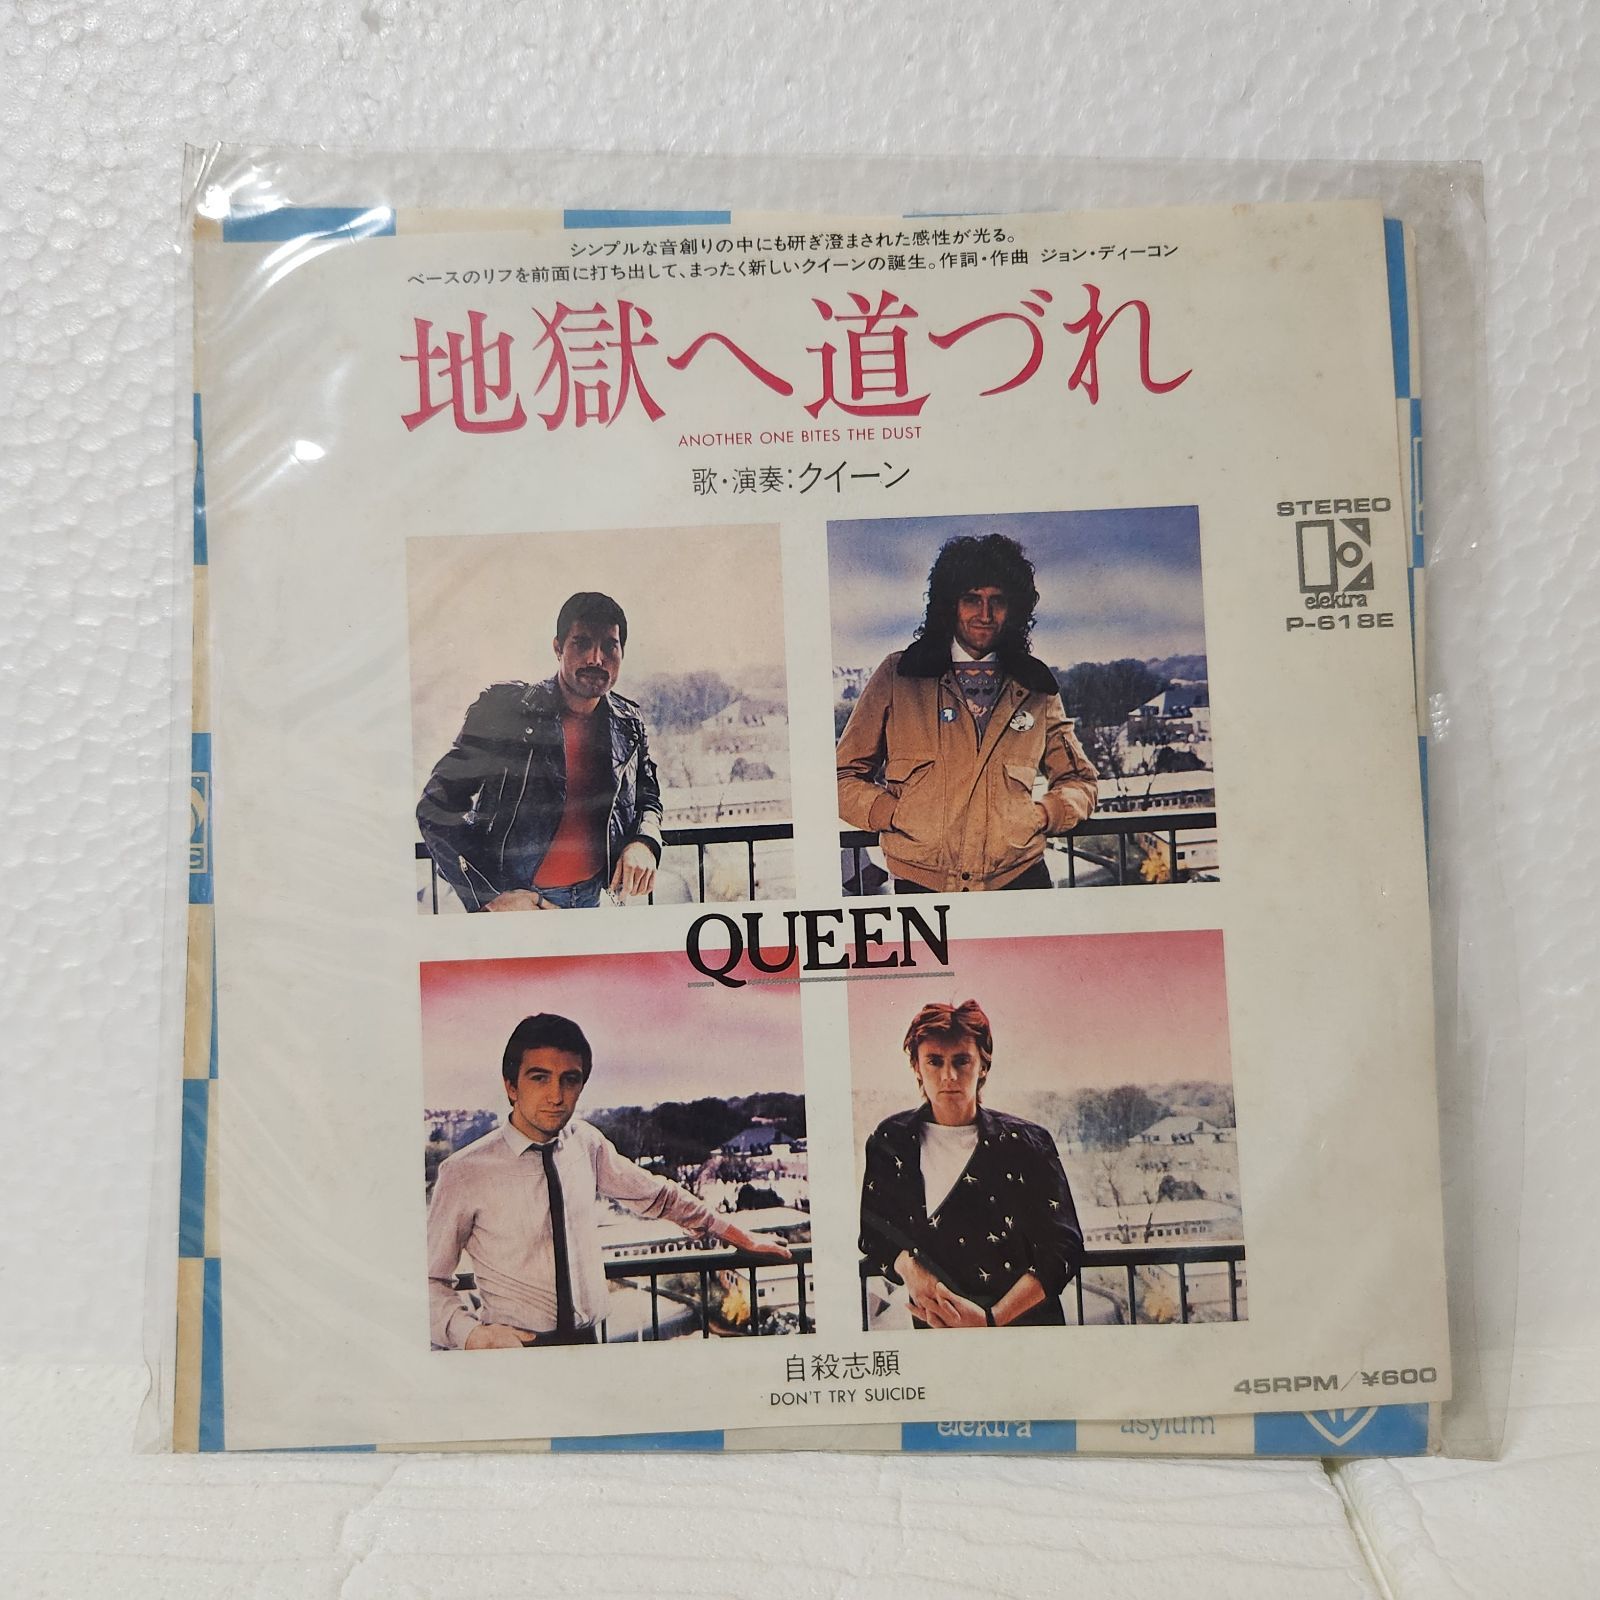 シンプルな音創りの中にも研ぎ澄まされた感性が光る。
ベースのリフを前面に打ち出して、まったく新しいクイーンの誕生。作詞・作曲 ジョン・ディーコン
地獄へ道づれ
ANOTHER ONE BITES THE DUST
歌・演奏：クイーン
STEREO
elektra
P-618E
QUEEN
自殺志願
DON'T TRY SUICIDE
45RPM/¥600
elektra
asylum